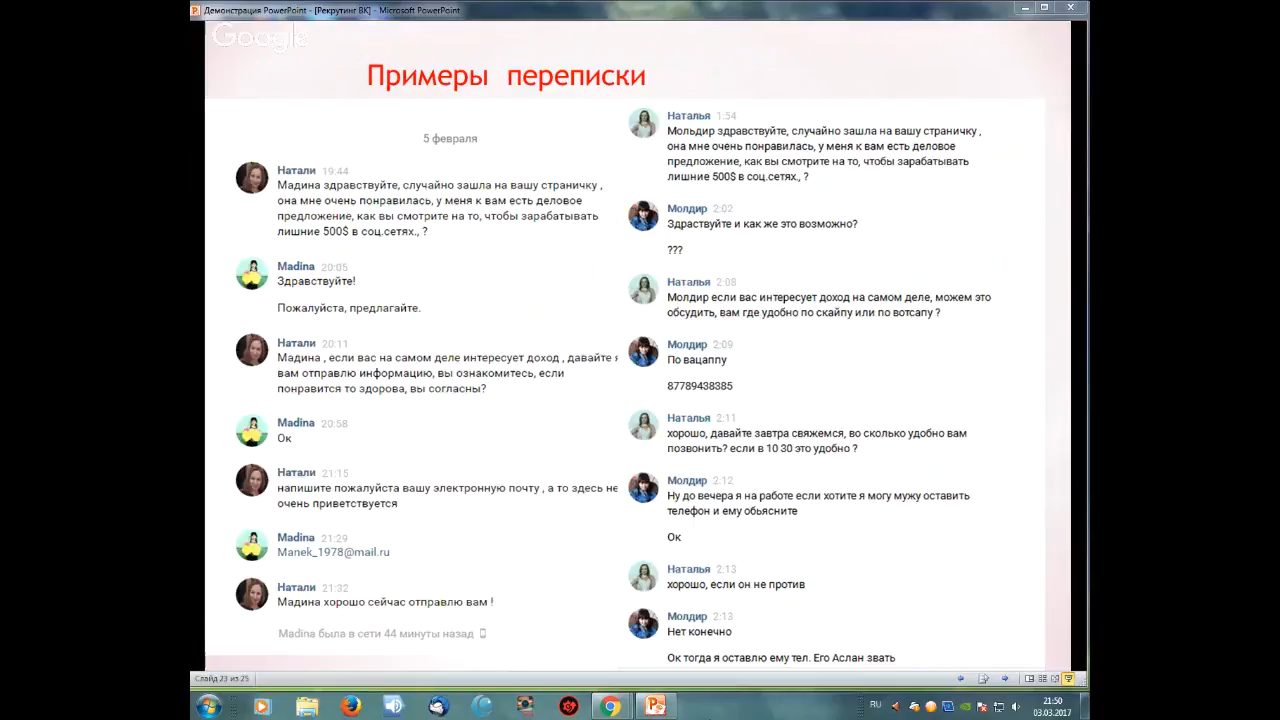 Демонстрация PowerPoint - [Рекрутинг ВК] - Microsoft PowerPoint
Google
Примеры переписки
5 февраля
Натали 19:44
Мадина здравствуйте, случайно зашла на вашу страничку ,
она мне очень понравилась, у меня к вам есть деловое
предложение, как вы смотрите на то, чтобы зарабатывать
лишние 500$ в соц.сетях., ?
Madina 20:05
Здравствуйте!
Пожалуйста, предлагайте.
Натали 20:11
Мадина , если вас на самом деле интересует доход , давайте я
вам отправлю информацию, вы ознакомитесь, если
понравится то здорова, вы согласны?
Madina 20:58
Ок
Натали 21:15
напишите пожалуйста вашу электронную почту , а то здесь не
очень приветствуется
Madina 21:29
Manek_1978@mail.ru
Натали 21:32
Мадина хорошо сейчас отправлю вам !
Madina была в сети 44 минуты назад
Наталья 1:54
Мольдир здравствуйте, случайно зашла на вашу страничку ,
она мне очень понравилась, у меня к вам есть деловое
предложение, как вы смотрите на то, чтобы зарабатывать
лишние 500$ в соц.сетях., ?
Молдир 2:02
Здраствуйте и как же это возможно?
???
Наталья 2:08
Молдир если вас интересует доход на самом деле, можем это
обсудить, вам где удобно по скайпу или по вотсапу ?
Молдир 2:09
По вацаппу
87789438385
Наталья 2:11
хорошо, давайте завтра свяжемся, во сколько удобно вам
позвонить? если в 10 30 это удобно ?
Молдир 2:12
Ну до вечера я на работе если хотите я могу мужу оставить
телефон и ему обьясните
Ок
Наталья 2:13
хорошо, если он не против
Молдир 2:13
Нет конечно
Ок тогда я оставлю ему тел. Его Аслан звать
Слайд 23 из 25
RU
21:50
03.03.2017